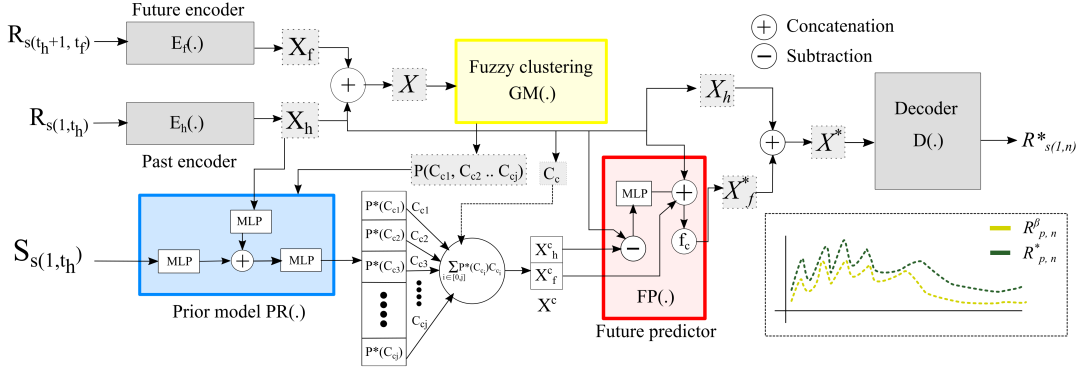 Future encoder
R_s(t_h+1, t_f)
E_f(.)
X_f
+
X
Fuzzy clustering
GM(.)
+ Concatenation
− Subtraction
R_s(1,t_h)
E_h(.)
X_h
Past encoder
P(C_c1, C_c2 .. C_cj)
C_c
X_h
+
X*
Decoder
D(.)
R*_s(1,n)
X*_f
S_s(1,t_h)
MLP
MLP
+
MLP
Prior model PR(.)
P*(C_c1)
P*(C_c2)
P*(C_c3)
P*(C_cj)
C_c1
C_c2
C_c3
C_cj
∑P*(C_ci)C_ci
i∈[0,j]
X^c_h
X^c_f
X^c
MLP
+
−
f_c
FP(.)
Future predictor
R^β_p, n
R*_p, n